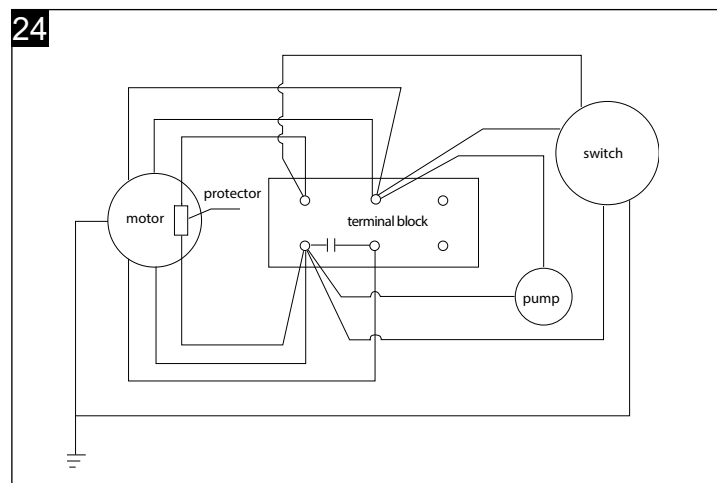 24
switch
protector
motor
terminal block
pump